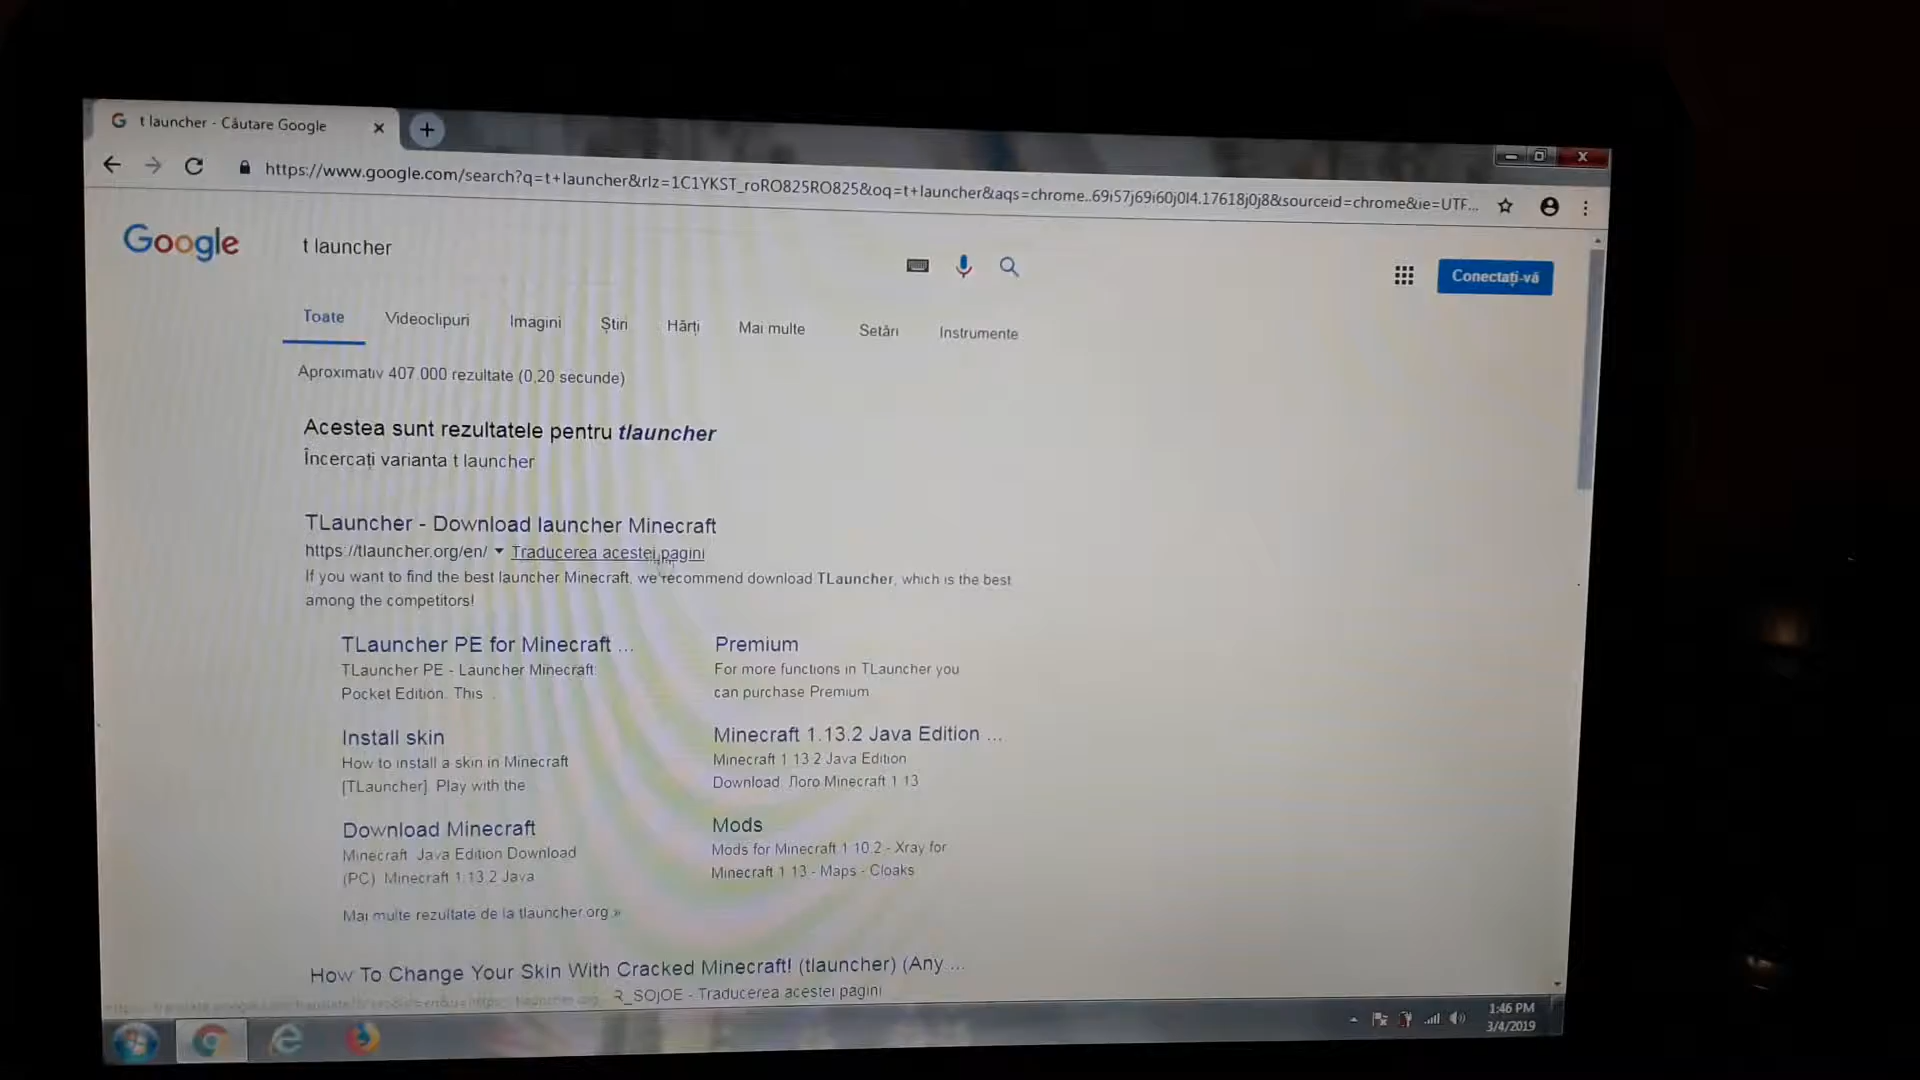 t launcher - Căutare Google
https://www.google.com/search?q=t+launcher&rlz=1C1YKST_roRO825RO825&oq=t+launcher&aqs=chrome..69i57j69i60j0l4.17618j0j8&sourceid=chrome&ie=UTF...
Google
t launcher
Conectați-vă
Toate Videoclipuri Imagini Știri Hărți Mai multe Setări Instrumente
Aproximativ 407.000 rezultate (0,20 secunde)
Acestea sunt rezultatele pentru tlauncher
Încercați varianta t launcher
TLauncher - Download launcher Minecraft
https://tlauncher.org/en/ Traducerea acestei pagini
If you want to find the best launcher Minecraft, we recommend download TLauncher, which is the best
among the competitors!
TLauncher PE for Minecraft ...
TLauncher PE - Launcher Minecraft
Pocket Edition. This
Premium
For more functions in TLauncher you
can purchase Premium
Install skin
How to install a skin in Minecraft
[TLauncher]. Play with the
Minecraft 1.13.2 Java Edition ...
Minecraft 1.13.2 Java Edition
Download. Лого Minecraft 1.13
Download Minecraft
Minecraft Java Edition Download
(PC) Minecraft 1.13.2 Java
Mods
Mods for Minecraft 1.10.2 - Xray for
Minecraft 1.13 - Maps - Cloaks
Mai multe rezultate de la tlauncher.org »
How To Change Your Skin With Cracked Minecraft! (tlauncher) (Any ...
R_SOjOE - Traducerea acestei pagini
1:46 PM
3/4/2019